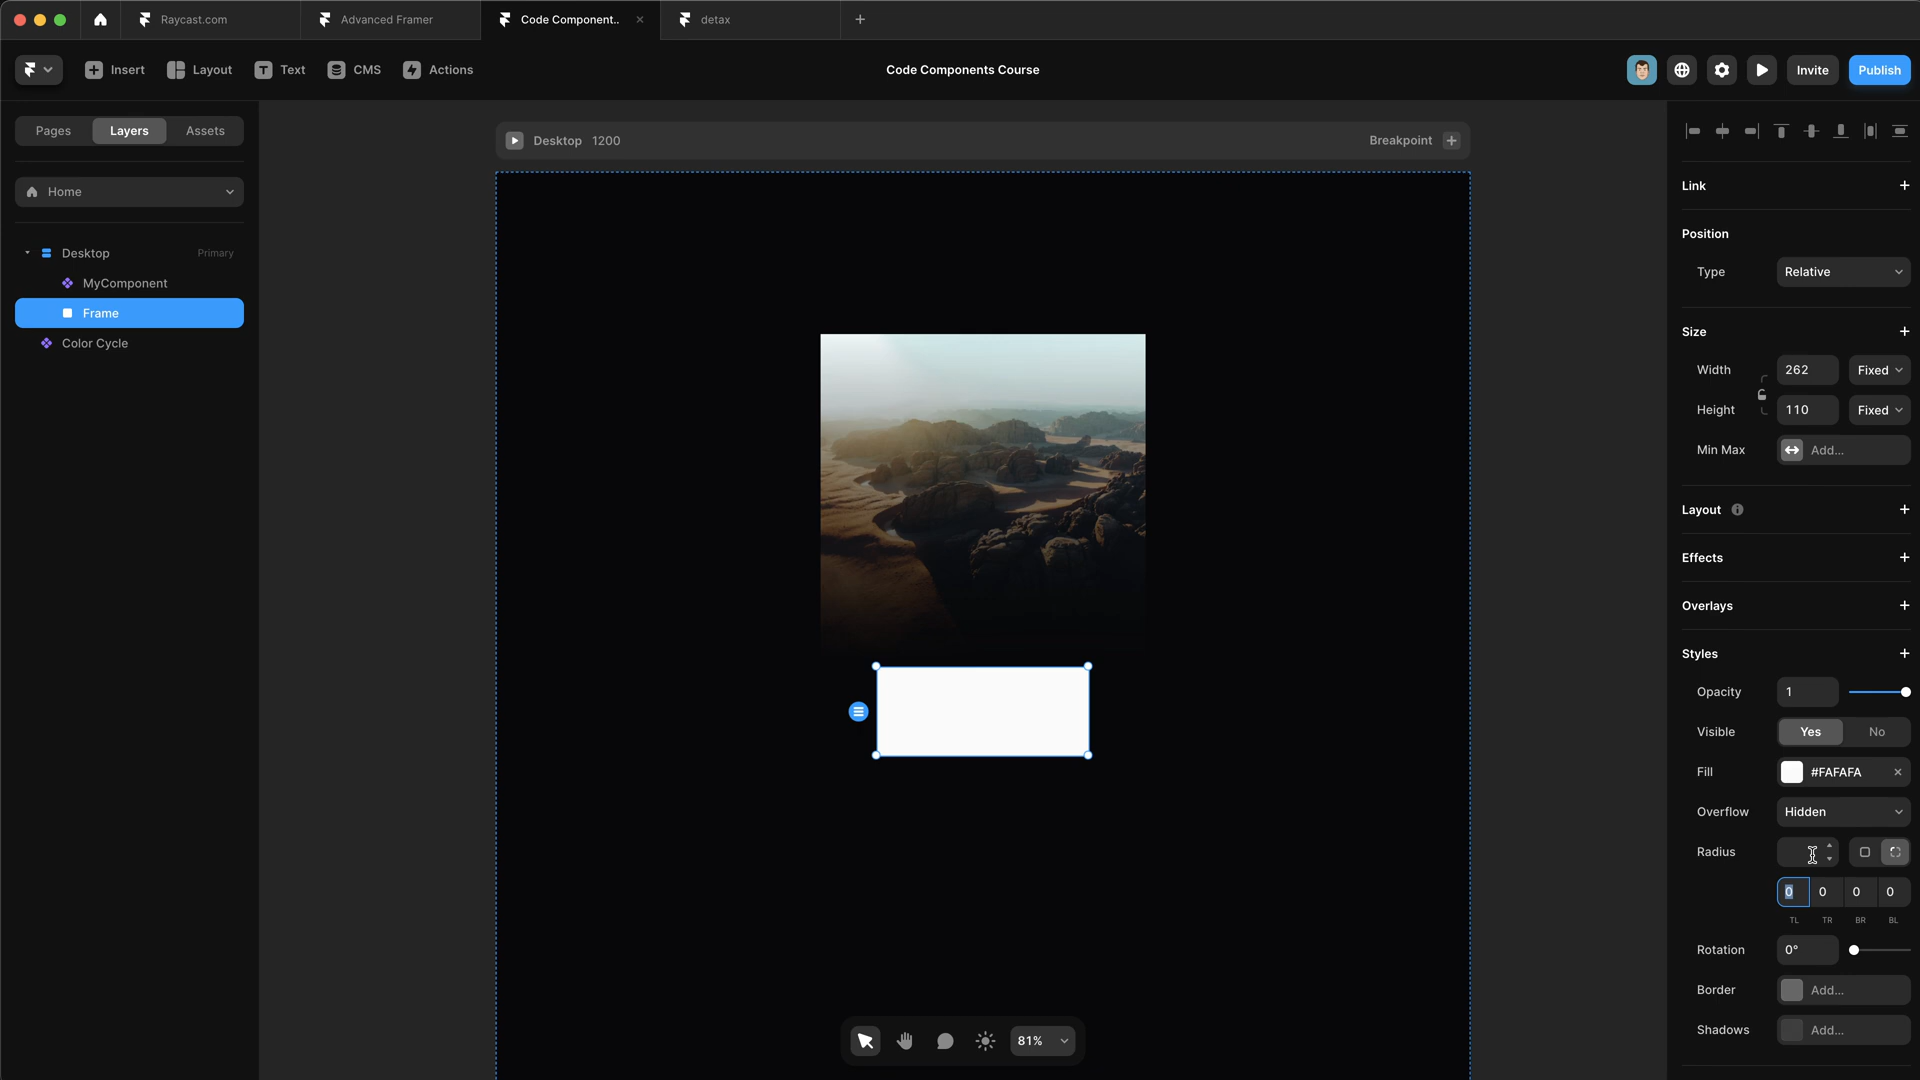 Raycast.com
Advanced Framer
Code Component..
detax
Insert
Layout
Text
CMS
Actions
Code Components Course
Invite
Publish
Pages
Layers
Assets
Home
Desktop
Primary
MyComponent
Frame
Color Cycle
Desktop 1200
Breakpoint
Link
Position
Type
Relative
Size
Width
262
Fixed
Height
110
Fixed
Min Max
Add...
Layout
Effects
Overlays
Styles
Opacity
1
Visible
Yes
No
Fill
#FAFAFA
Overflow
Hidden
Radius
0 0 0 0
TL TR BR BL
Rotation
0°
Border
Add...
Shadows
Add...
81%